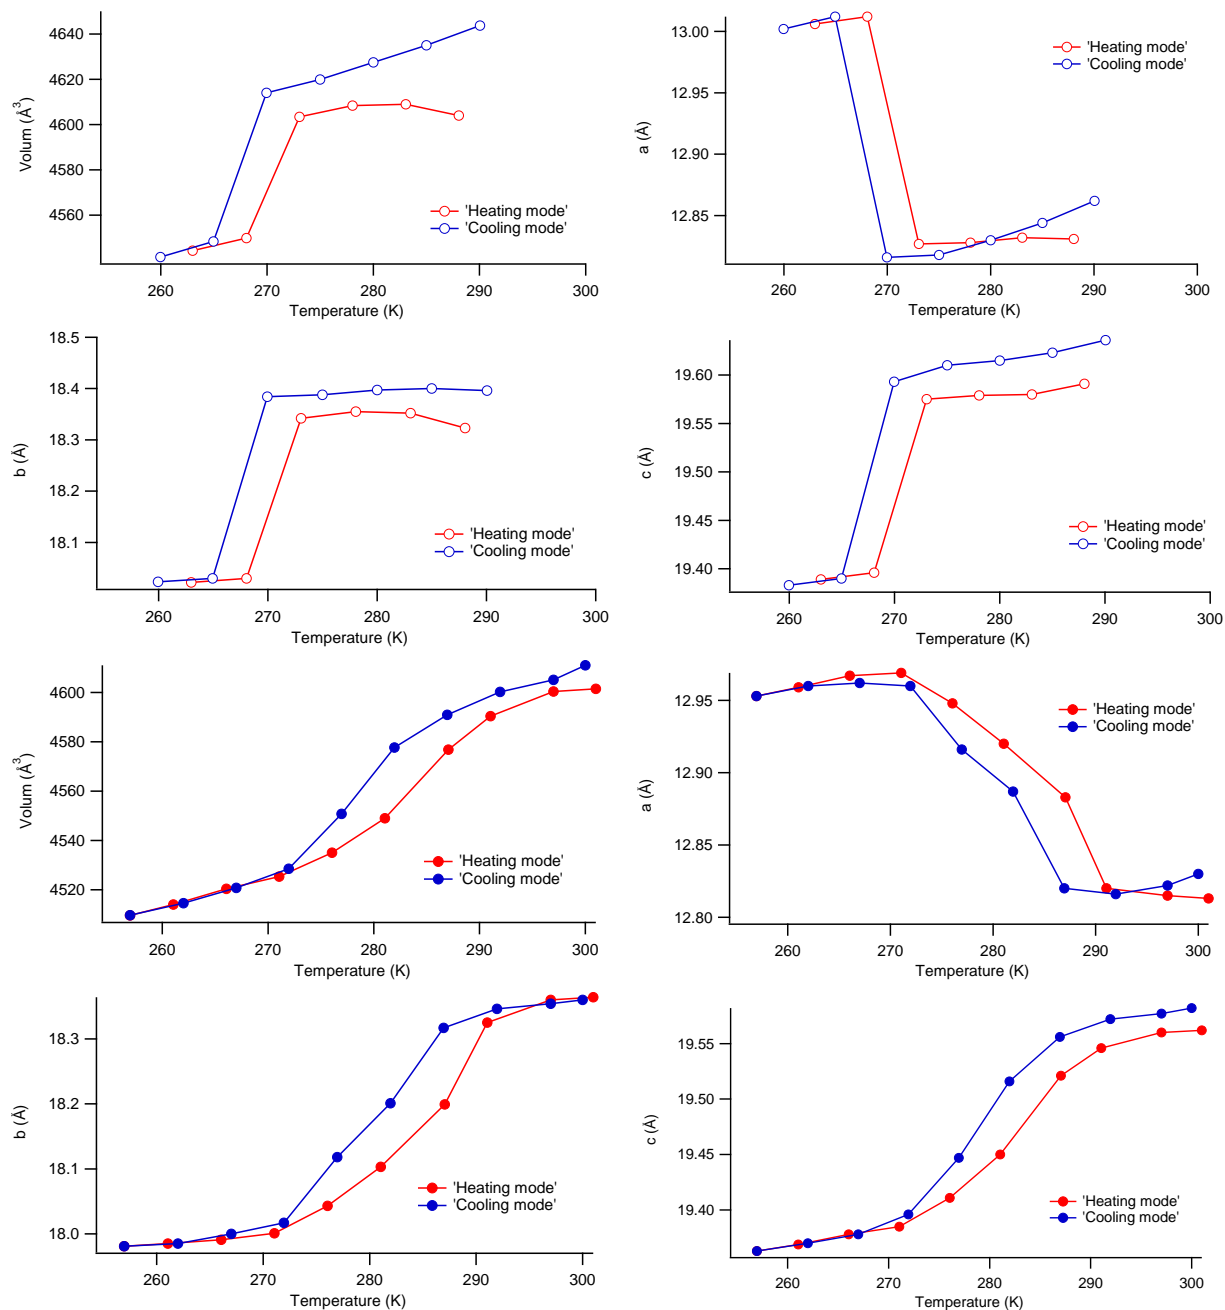 4640
4620
4600
4580
4560
Volum (Å³)
'Heating mode'
'Cooling mode'
260 270 280 290 300
Temperature (K)
13.00
12.95
12.90
12.85
a (Å)
'Heating mode'
'Cooling mode'
260 270 280 290 300
Temperature (K)
18.5
18.4
18.3
18.2
18.1
b (Å)
'Heating mode'
'Cooling mode'
260 270 280 290 300
Temperature (K)
19.60
19.55
19.50
19.45
19.40
c (Å)
'Heating mode'
'Cooling mode'
260 270 280 290 300
Temperature (K)
4600
4580
4560
4540
4520
Volum (Å³)
'Heating mode'
'Cooling mode'
260 270 280 290 300
Temperature (K)
12.95
12.90
12.85
12.80
a (Å)
'Heating mode'
'Cooling mode'
260 270 280 290 300
Temperature (K)
18.3
18.2
18.1
18.0
b (Å)
'Heating mode'
'Cooling mode'
260 270 280 290 300
Temperature (K)
19.55
19.50
19.45
19.40
c (Å)
'Heating mode'
'Cooling mode'
260 270 280 290 300
Temperature (K)